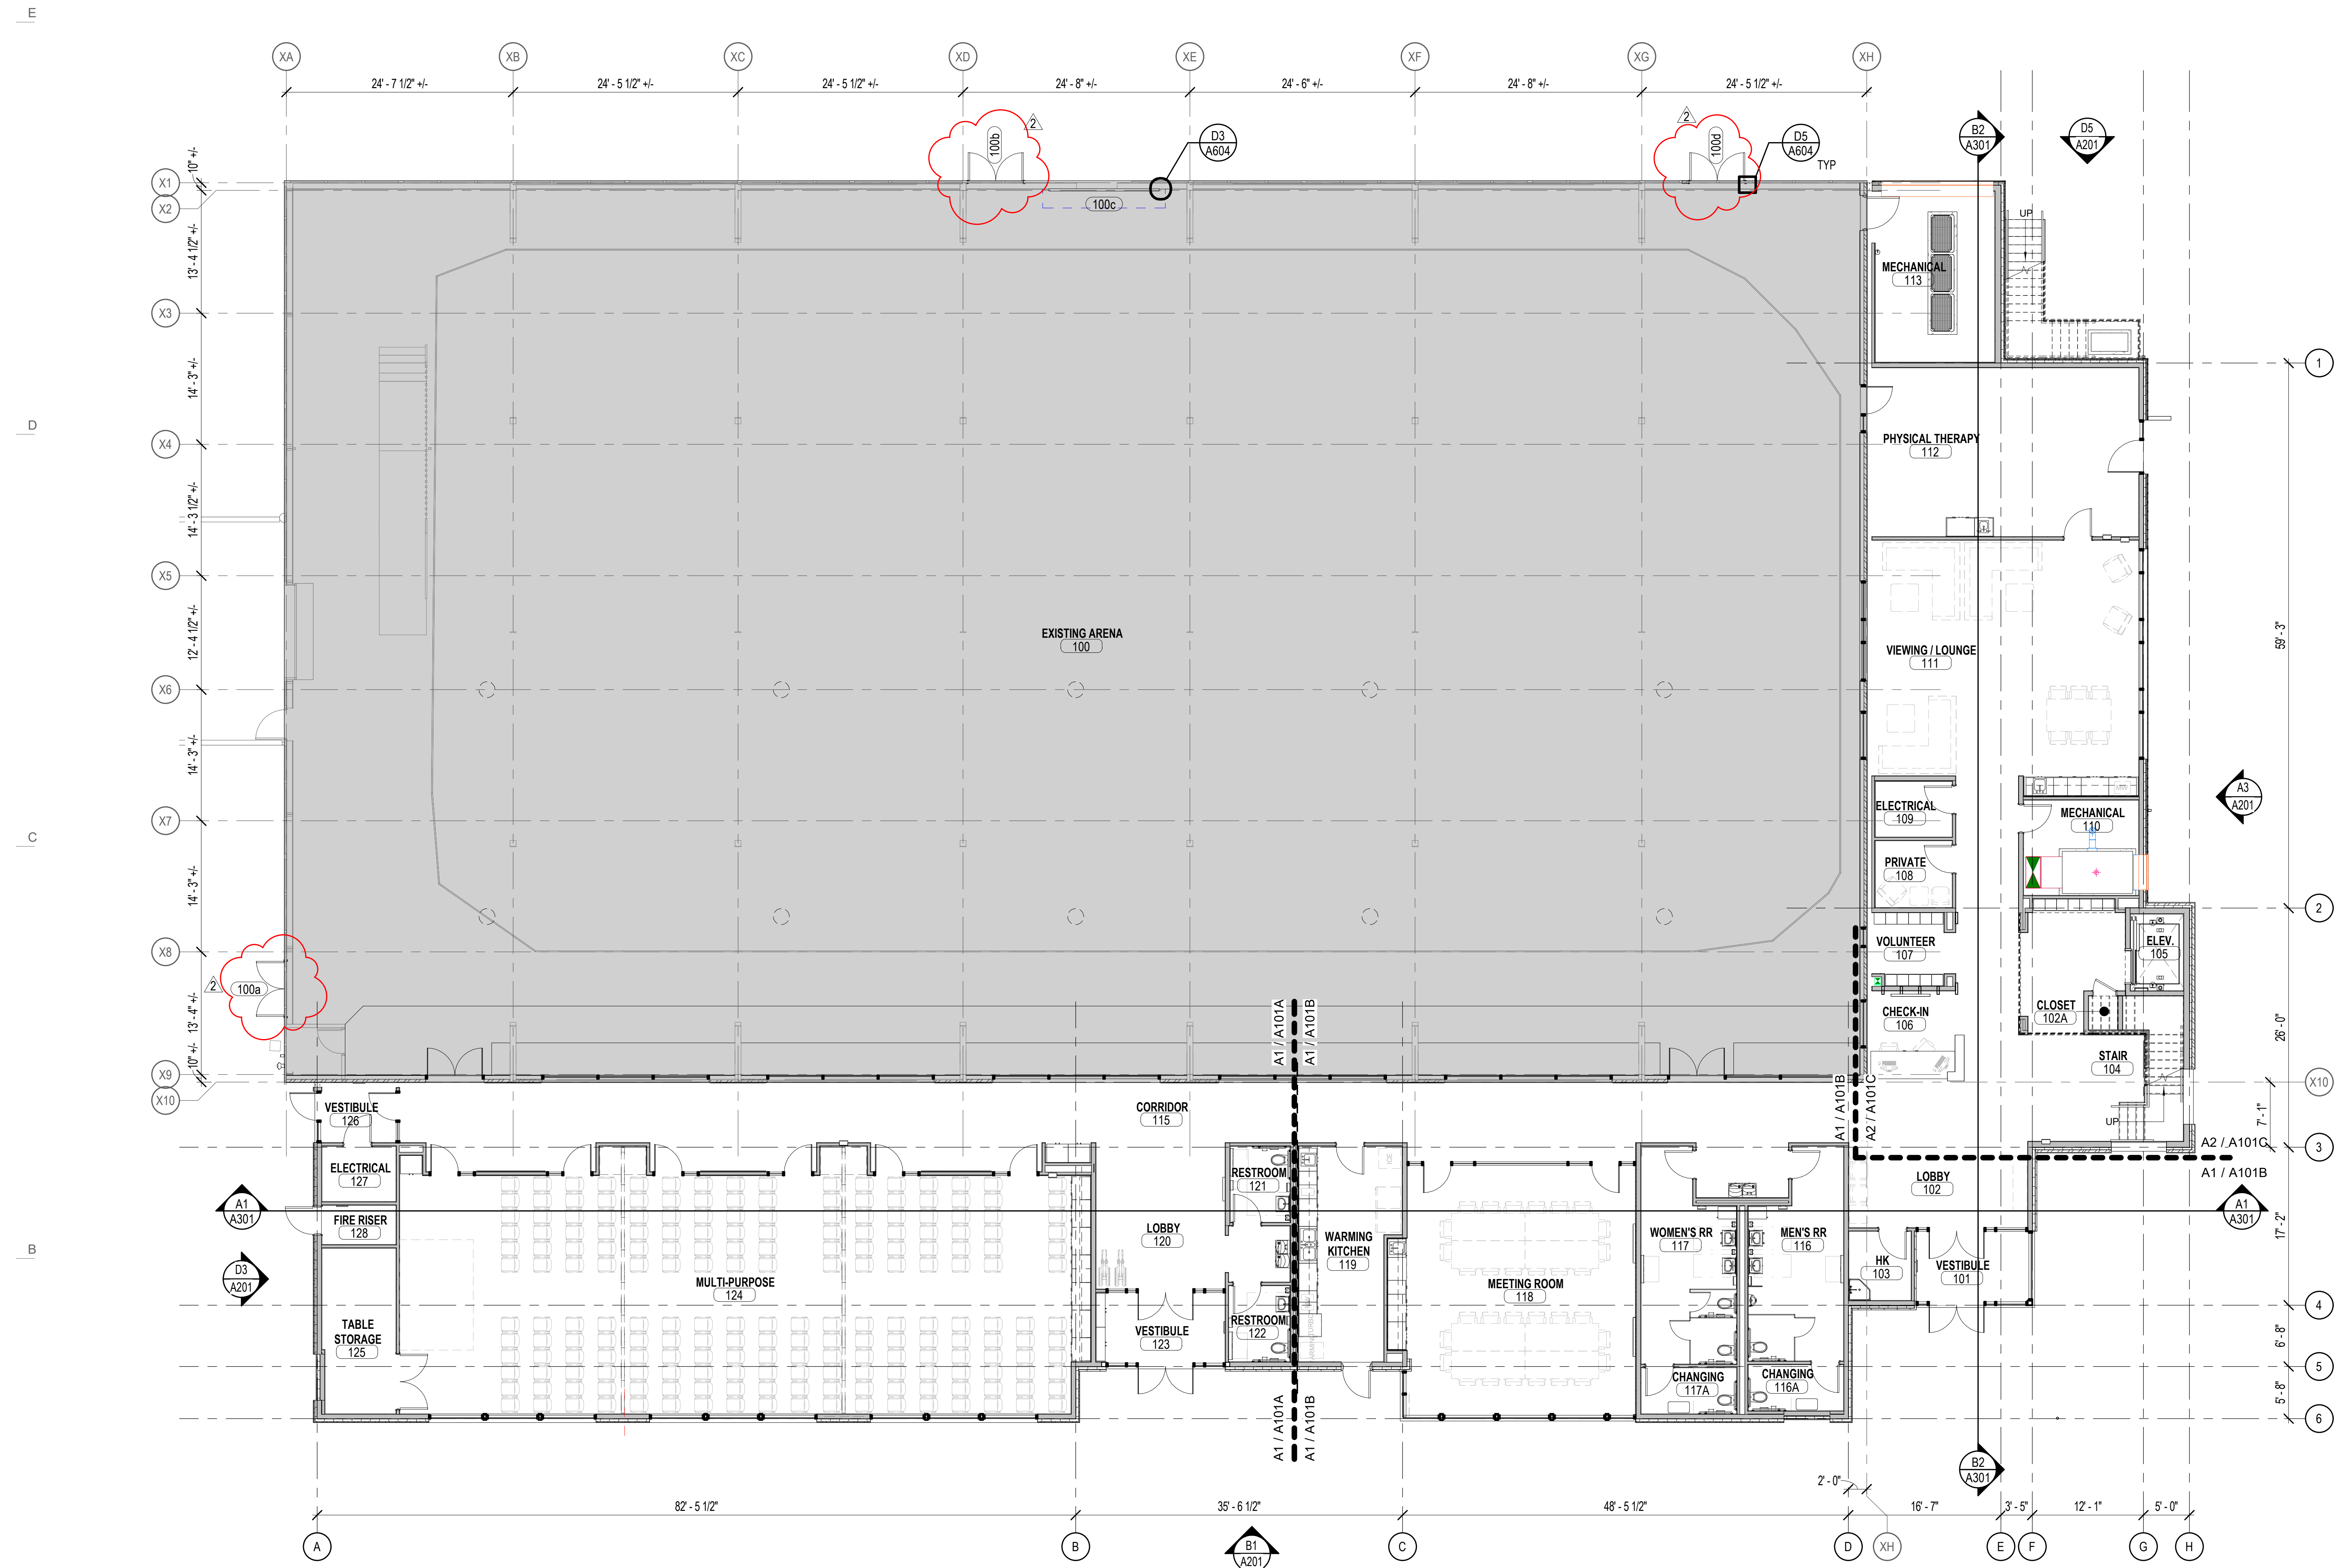 E
XA
XB
XC
XD
XE
XF
XG
XH
24' - 7 1/2" +/-
24' - 5 1/2" +/-
24' - 5 1/2" +/-
24' - 8" +/-
24' - 6" +/-
24' - 8" +/-
24' - 5 1/2" +/-
100b
2
D3
A604
2
100d
D5
A604
TYP
B2
A301
D5
A201
10" +/-
X1
X2
100c
UP
13' - 4 1/2" +/-
MECHANICAL
113
X3
14' - 3" +/-
1
D
X4
PHYSICAL THERAPY
112
14' - 3 1/2" +/-
X5
12' - 4 1/2" +/-
EXISTING ARENA
100
VIEWING / LOUNGE
111
59' - 3"
X6
14' - 3" +/-
A3
A201
ELECTRICAL
109
MECHANICAL
110
X7
C
14' - 3" +/-
PRIVATE
108
2
X8
VOLUNTEER
107
ELEV.
105
2
100a
13' - 4" +/-
A1 / A101A
A1 / A101B
CHECK-IN
106
CLOSET
102A
26' - 0"
10" +/-
X9
X10
STAIR
104
X10
VESTIBULE
126
CORRIDOR
115
A1 / A101B
A2 / A101C
UP
7' - 1"
A2 / A101C
3
A1 / A101B
ELECTRICAL
127
RESTROOM
121
ICE
LOBBY
102
A1
A301
FIRE RISER
128
LOBBY
120
WARMING
KITCHEN
119
WOMEN'S RR
117
MEN'S RR
116
A1
A301
17' - 2"
B
D3
A201
MULTI-PURPOSE
124
MEETING ROOM
118
HK
103
VESTIBULE
101
4
TABLE
STORAGE
125
VESTIBULE
123
RESTROOM
122
6' - 8"
5
CHANGING
117A
CHANGING
116A
5' - 8"
6
A1 / A101A
A1 / A101B
B2
A301
2' - 0"
82' - 5 1/2"
35' - 6 1/2"
48' - 5 1/2"
16' - 7"
3' - 5"
12' - 1"
5' - 0"
A
B
B1
A201
C
D
XH
E
F
G
H